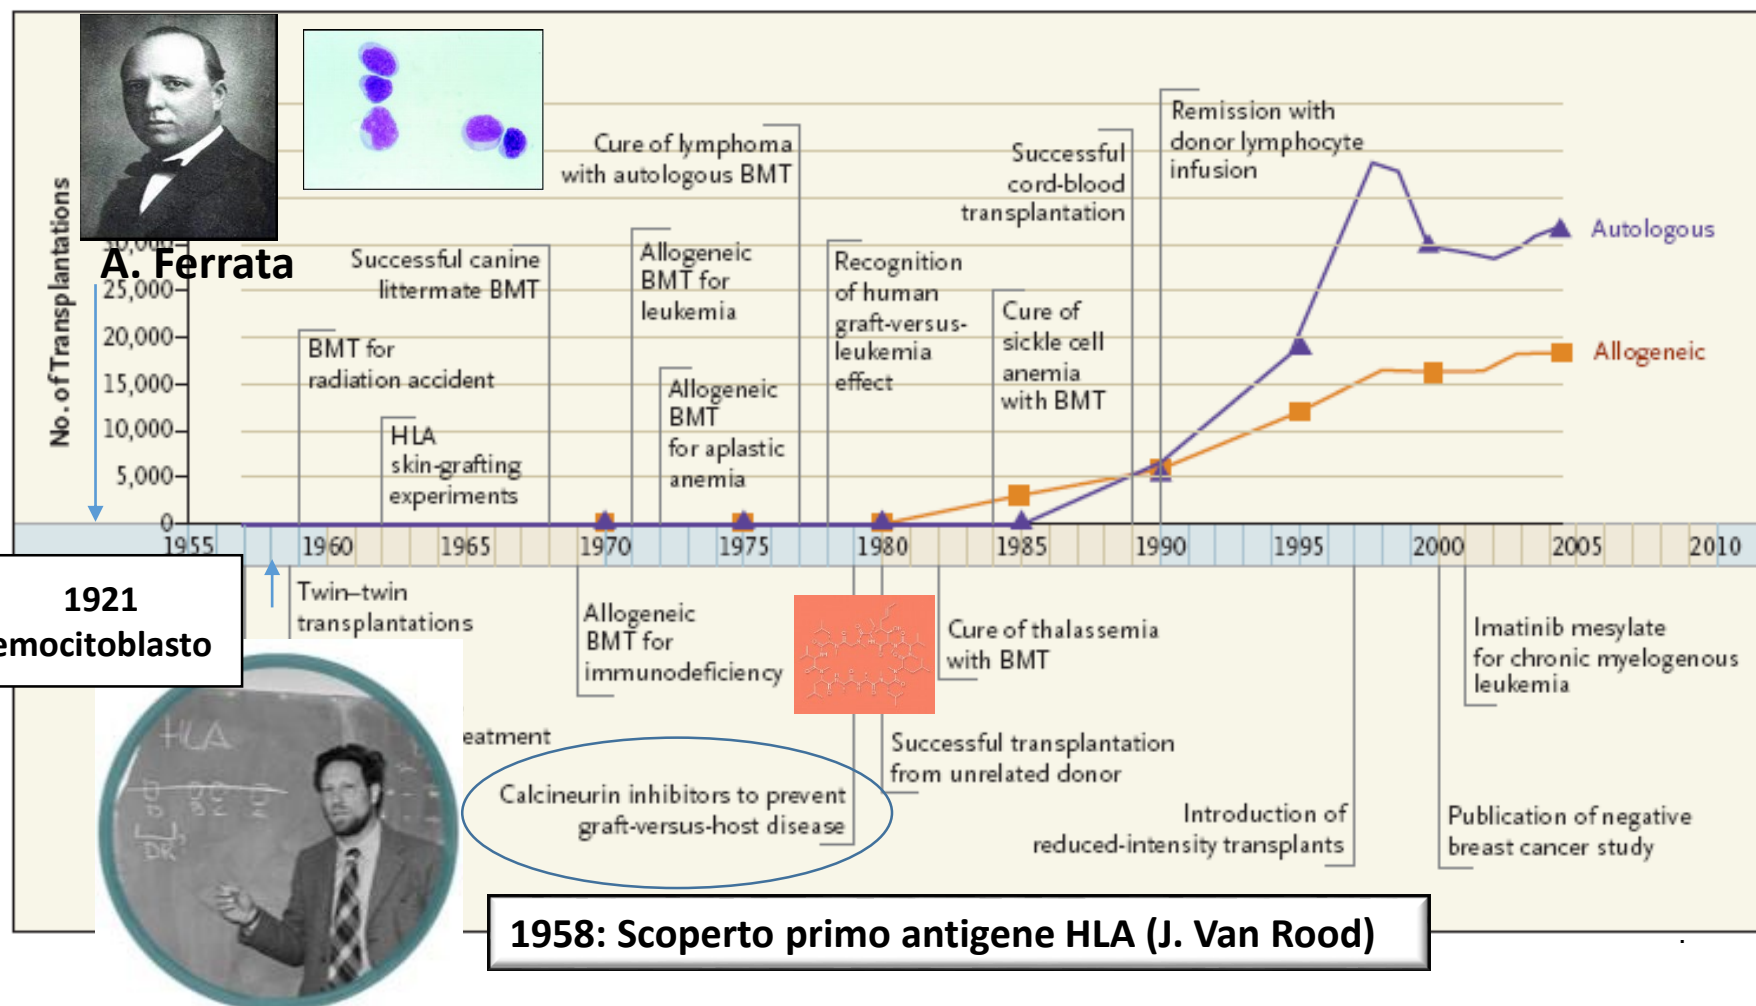 A. Ferrata
No. of Transplantations
30,000
25,000
20,000
15,000
10,000
5,000
0
Cure of lymphoma
with autologous BMT
Successful
cord-blood
transplantation
Remission with
donor lymphocyte
infusion
Autologous
Allogeneic
Successful canine
littermate BMT
Allogeneic
BMT for
leukemia
Recognition
of human
graft-versus-
leukemia
effect
Cure of
sickle cell
anemia
with BMT
BMT for
radiation accident
Allogeneic
BMT
for aplastic
anemia
HLA
skin-grafting
experiments
1955 1960 1965 1970 1975 1980 1985 1990 1995 2000 2005 2010
1921
emocitoblasto
Twin–twin
transplantations
Allogeneic
BMT for
immunodeficiency
Cure of thalassemia
with BMT
Imatinib mesylate
for chronic myelogenous
leukemia
HLA
DR
eatment
Successful transplantation
from unrelated donor
Calcineurin inhibitors to prevent
graft-versus-host disease
Introduction of
reduced-intensity transplants
Publication of negative
breast cancer study
1958: Scoperto primo antigene HLA (J. Van Rood)